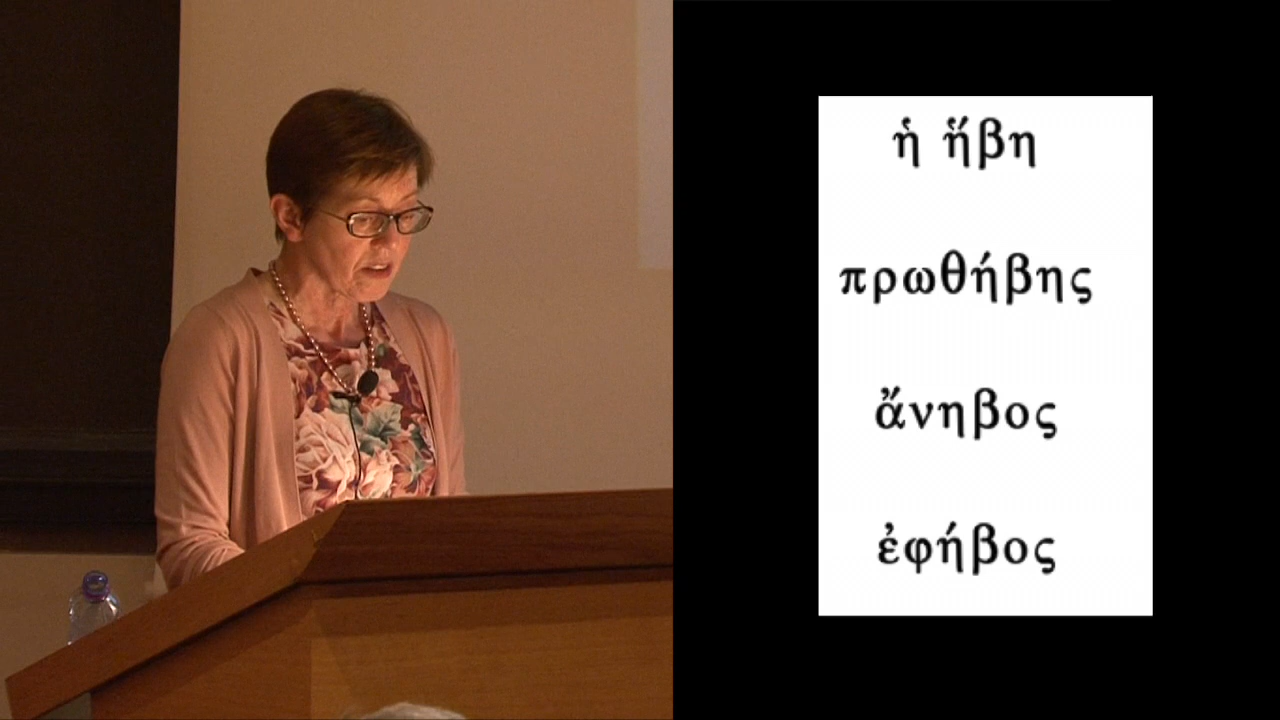 ἡ ἥβη
πρωθήβης
ἄνηβος
ἐφήβος